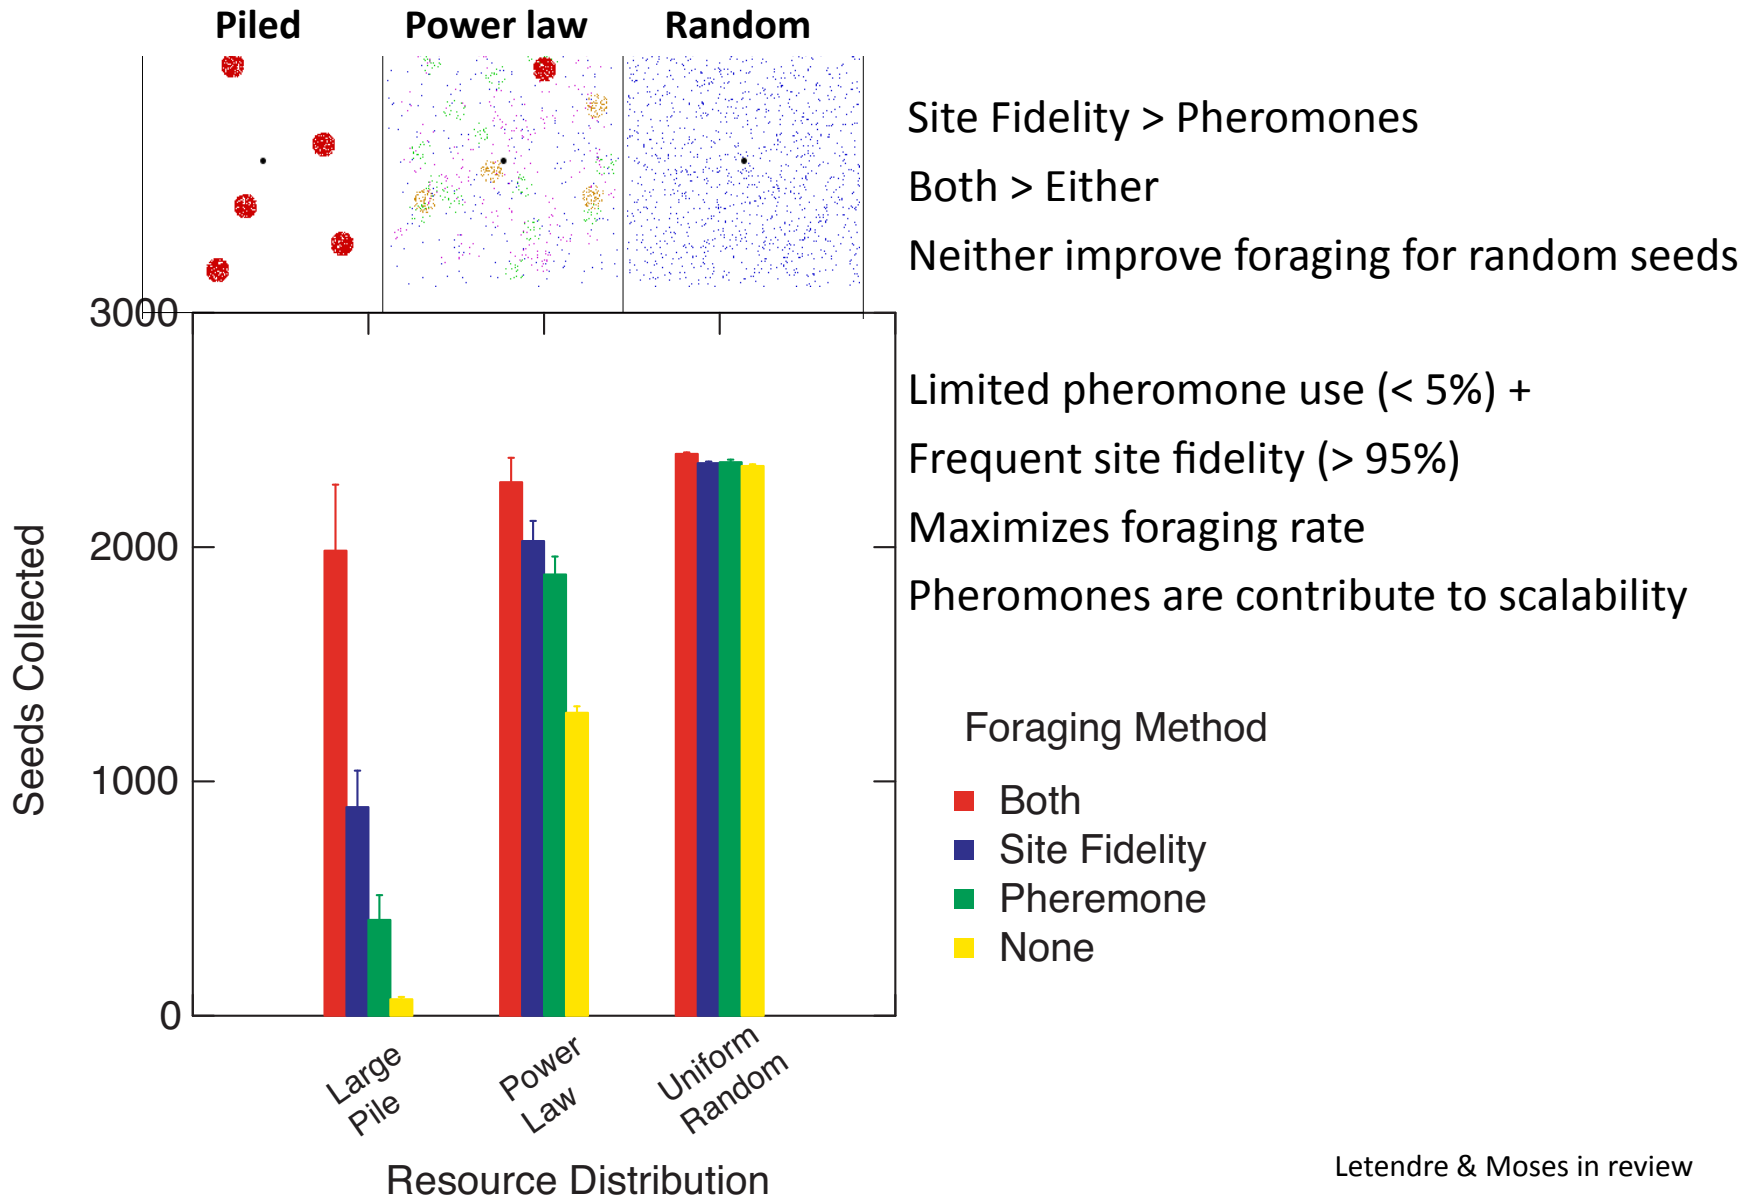 Piled Power law Random
Site Fidelity > Pheromones
Both > Either
Neither improve foraging for random seeds
Limited pheromone use (< 5%) +
Frequent site fidelity (> 95%)
Maximizes foraging rate
Pheromones are contribute to scalability
3000
2000
1000
0
Seeds Collected
Large
Pile
Power
Law
Uniform
Random
Resource Distribution
Foraging Method
Both
Site Fidelity
Pheremone
None
Letendre & Moses in review